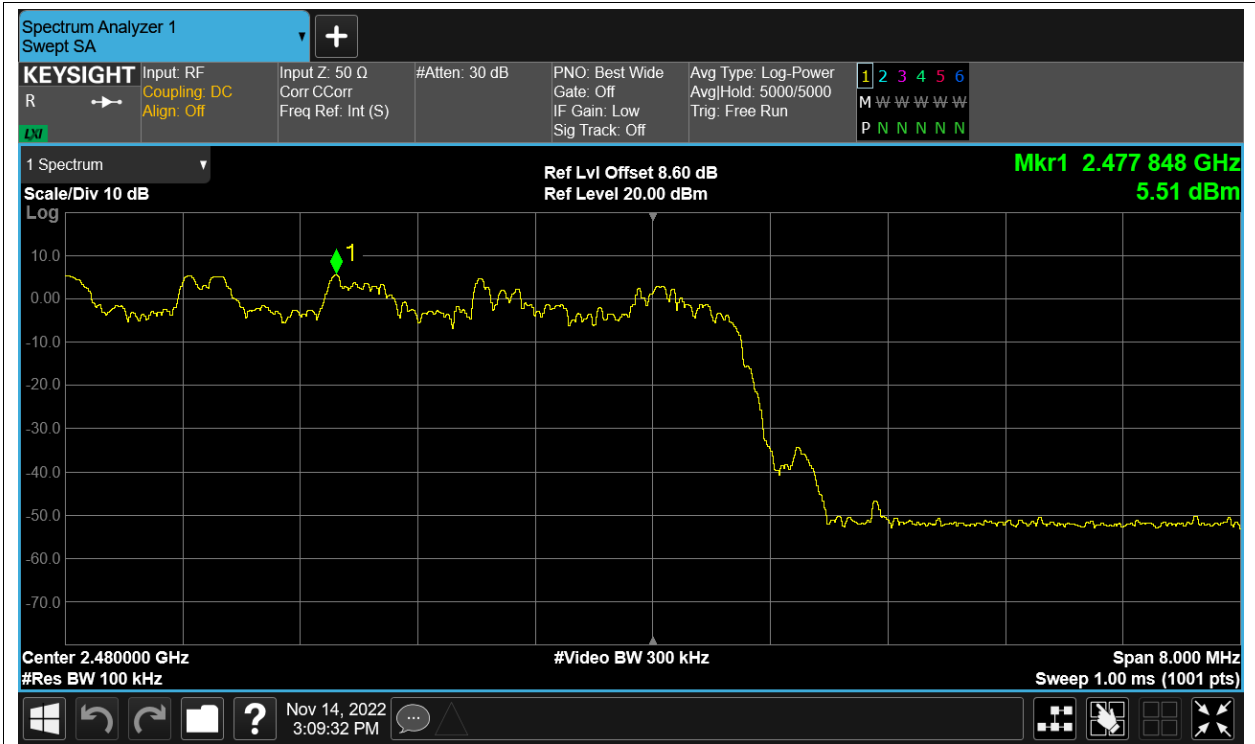 Spectrum Analyzer 1
Swept SA
+
KEYSIGHT
R
LXI
Input: RF
Coupling: DC
Align: Off
Input Z: 50 Ω
Corr CCorr
Freq Ref: Int (S)
#Atten: 30 dB
PNO: Best Wide
Gate: Off
IF Gain: Low
Sig Track: Off
Avg Type: Log-Power
Avg|Hold: 5000/5000
Trig: Free Run
1 2 3 4 5 6
M W W W W W
P N N N N N
1 Spectrum
Scale/Div 10 dB
Log
Ref Lvl Offset 8.60 dB
Ref Level 20.00 dBm
Mkr1 2.477 848 GHz
5.51 dBm
1
10.0
0.00
-10.0
-20.0
-30.0
-40.0
-50.0
-60.0
-70.0
Center 2.480000 GHz
#Video BW 300 kHz
Span 8.000 MHz
#Res BW 100 kHz
Sweep 1.00 ms (1001 pts)
?
Nov 14, 2022
3:09:32 PM